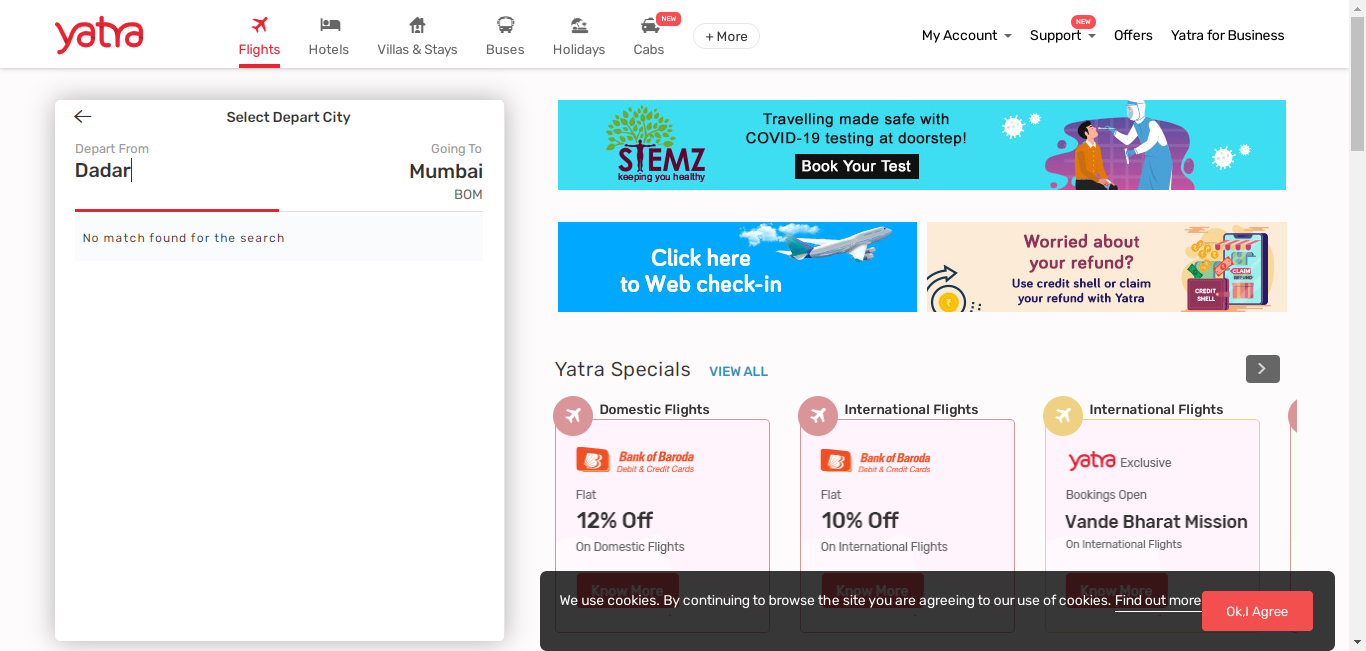 yatra
Flights
Hotels
Villas & Stays
Buses
Holidays
NEW
Cabs
+ More
My Account
NEW
Support
Offers
Yatra for Business
Select Depart City
Depart From
Going To
Dadar
Mumbai
BOM
No match found for the search
STEMZ
keeping you healthy
Travelling made safe with
COVID-19 testing at doorstep!
Book Your Test
Click here
to Web check-in
Worried about
your refund?
Use credit shell or claim
your refund with Yatra
CREDIT
SHELL
CLAIM
REFUND
Yatra Specials
VIEW ALL
Domestic Flights
Bank of Baroda
Debit & Credit Cards
Flat
12% Off
On Domestic Flights
Know More
International Flights
Bank of Baroda
Debit & Credit Cards
Flat
10% Off
On International Flights
Know More
International Flights
yatra Exclusive
Bookings Open
Vande Bharat Mission
On International Flights
Know More
We use cookies. By continuing to browse the site you are agreeing to our use of cookies. Find out more
Ok,I Agree